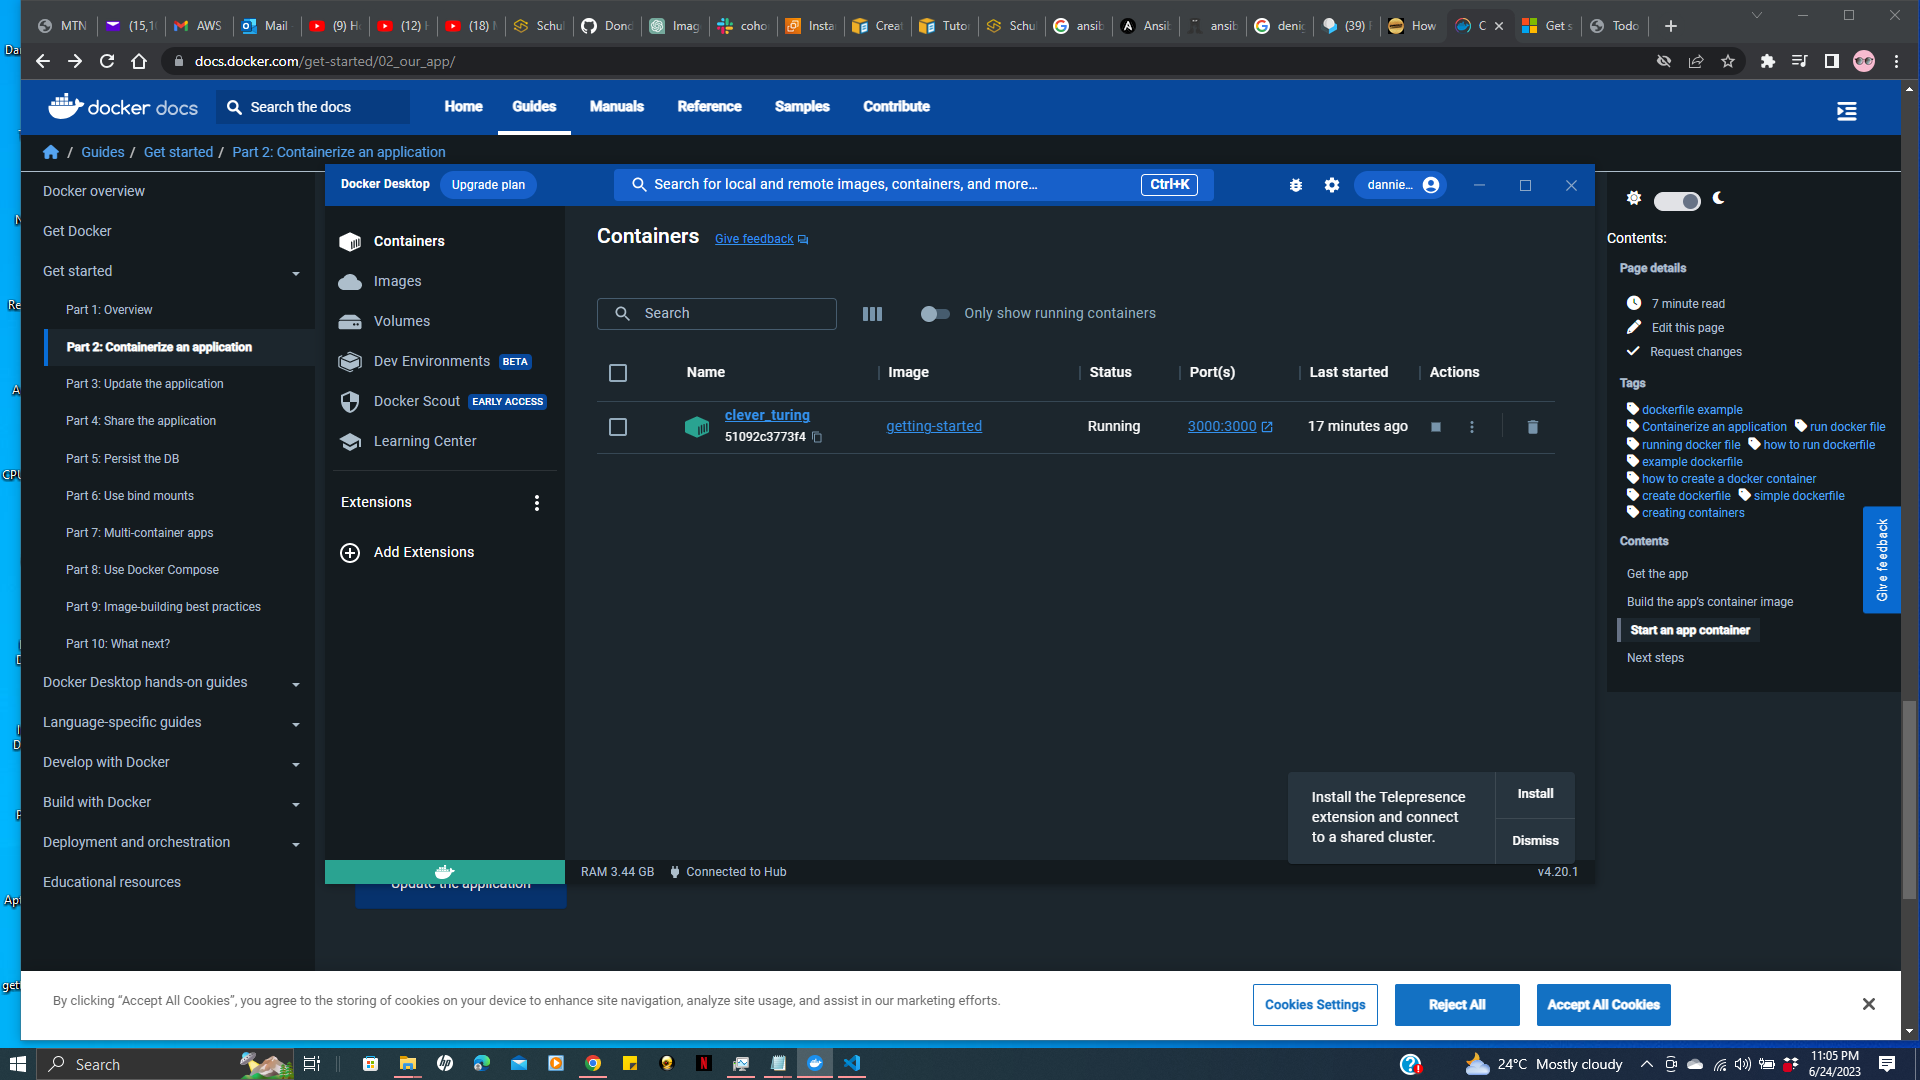 MTN
(15,1
AWS
Mail
(9) H
(12) H
(18) M
Schul
Dond
Imag
coho
Insta
Creat
Tutor
Schul
ansib
Ansib
ansib
denig
(39)
How
C
Get s
Todo
docs.docker.com/get-started/02_our_app/
docker docs
Search the docs
Home
Guides
Manuals
Reference
Samples
Contribute
/ Guides / Get started / Part 2: Containerize an application
Docker overview
Get Docker
Get started
Part 1: Overview
Part 2: Containerize an application
Part 3: Update the application
Part 4: Share the application
Part 5: Persist the DB
Part 6: Use bind mounts
Part 7: Multi-container apps
Part 8: Use Docker Compose
Part 9: Image-building best practices
Part 10: What next?
Docker Desktop hands-on guides
Language-specific guides
Develop with Docker
Build with Docker
Deployment and orchestration
Educational resources
Docker Desktop
Upgrade plan
Search for local and remote images, containers, and more...
Ctrl+K
dannie...
Containers
Images
Volumes
Dev Environments BETA
Docker Scout EARLY ACCESS
Learning Center
Extensions
Add Extensions
Containers
Give feedback
Search
Only show running containers
Name
Image
Status
Port(s)
Last started
Actions
clever_turing
51092c3773f4
getting-started
Running
3000:3000
17 minutes ago
Install the Telepresence
extension and connect
to a shared cluster.
Install
Dismiss
RAM 3.44 GB
Connected to Hub
v4.20.1
Update the application
Contents:
Page details
7 minute read
Edit this page
Request changes
Tags
dockerfile example
Containerize an application run docker file
running docker file how to run dockerfile
example dockerfile
how to create a docker container
create dockerfile simple dockerfile
creating containers
Contents
Get the app
Build the app's container image
Start an app container
Next steps
Give feedback
By clicking “Accept All Cookies”, you agree to the storing of cookies on your device to enhance site navigation, analyze site usage, and assist in our marketing efforts.
Cookies Settings
Reject All
Accept All Cookies
Search
24°C Mostly cloudy
11:05 PM
6/24/2023